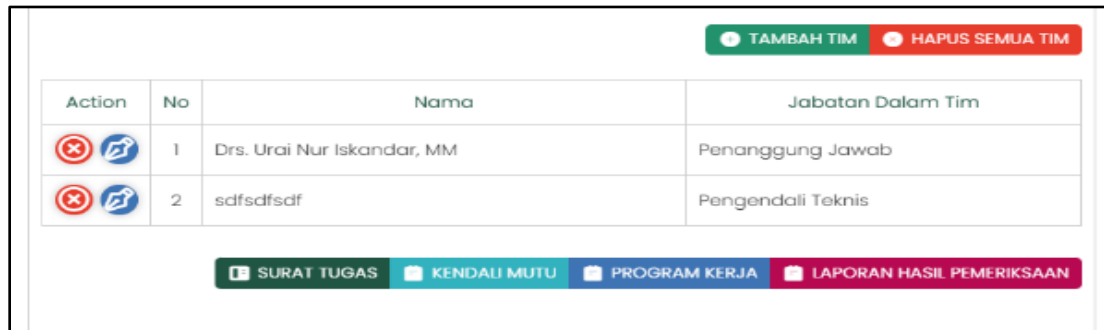 TAMBAH TIM HAPUS SEMUA TIM
Action No Nama Jabatan Dalam Tim
1 Drs. Urai Nur Iskandar, MM Penanggung Jawab
2 sdfsdfsdf Pengendali Teknis
SURAT TUGAS KENDALI MUTU PROGRAM KERJA LAPORAN HASIL PEMERIKSAAN